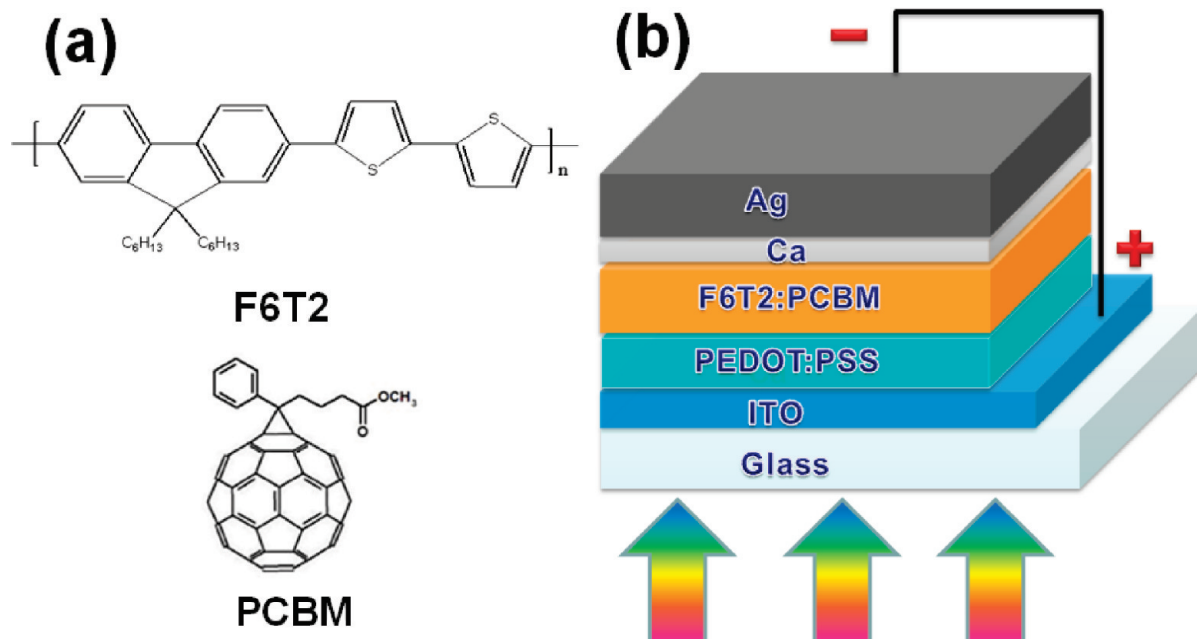 (a)
S
S
n
C6H13 C6H13
F6T2
OCH3
O
PCBM
(b)
−
+
Ag
Ca
F6T2:PCBM
PEDOT:PSS
ITO
Glass